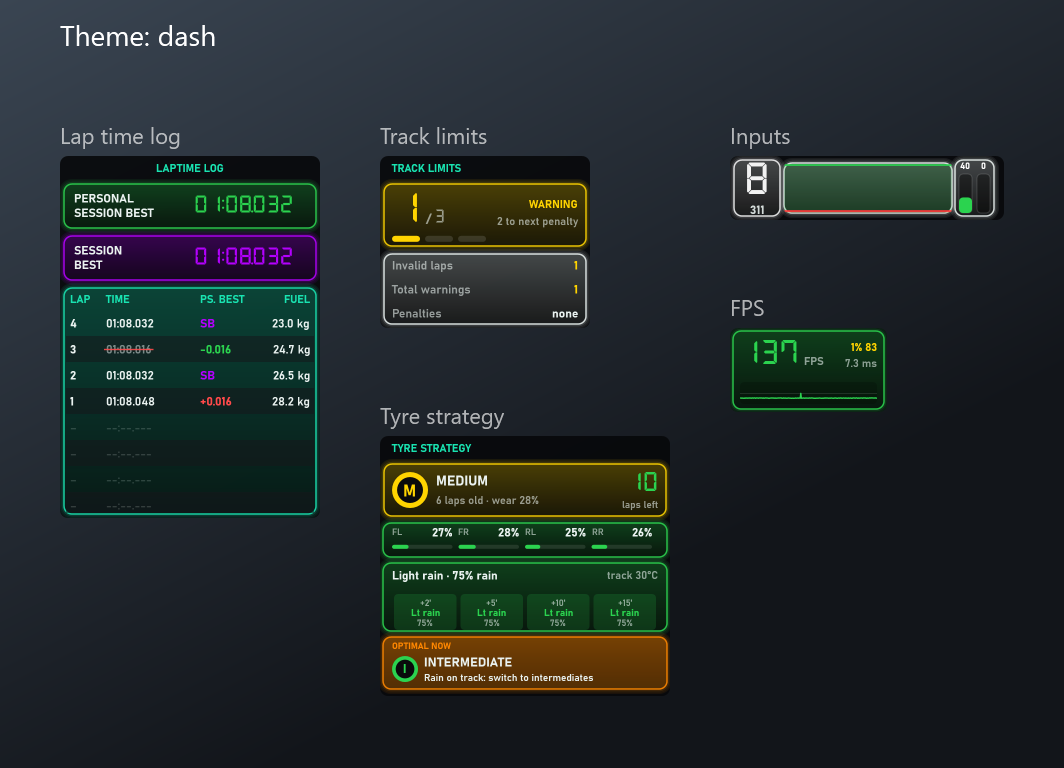 Theme: dash
Lap time log
LAPTIME LOG
PERSONAL
SESSION BEST
01:08.032
SESSION
BEST
01:08.032
LAP TIME PS. BEST FUEL
4 01:08.032 SB 23.0 kg
3 01:08.016 -0.016 24.7 kg
2 01:08.032 SB 26.5 kg
1 01:08.048 +0.016 28.2 kg
– --:--.---
– --:--.---
– --:--.---
– --:--.---
Track limits
TRACK LIMITS
1 / 3
WARNING
2 to next penalty
Invalid laps 1
Total warnings 1
Penalties none
Tyre strategy
TYRE STRATEGY
M
MEDIUM
6 laps old · wear 28%
10
laps left
FL 27% FR 28% RL 25% RR 26%
Light rain · 75% rain track 30°C
+2' +5' +10' +15'
Lt rain Lt rain Lt rain Lt rain
75% 75% 75% 75%
OPTIMAL NOW
I
INTERMEDIATE
Rain on track: switch to intermediates
Inputs
8
311
40 0
FPS
137 FPS
1% 83
7.3 ms